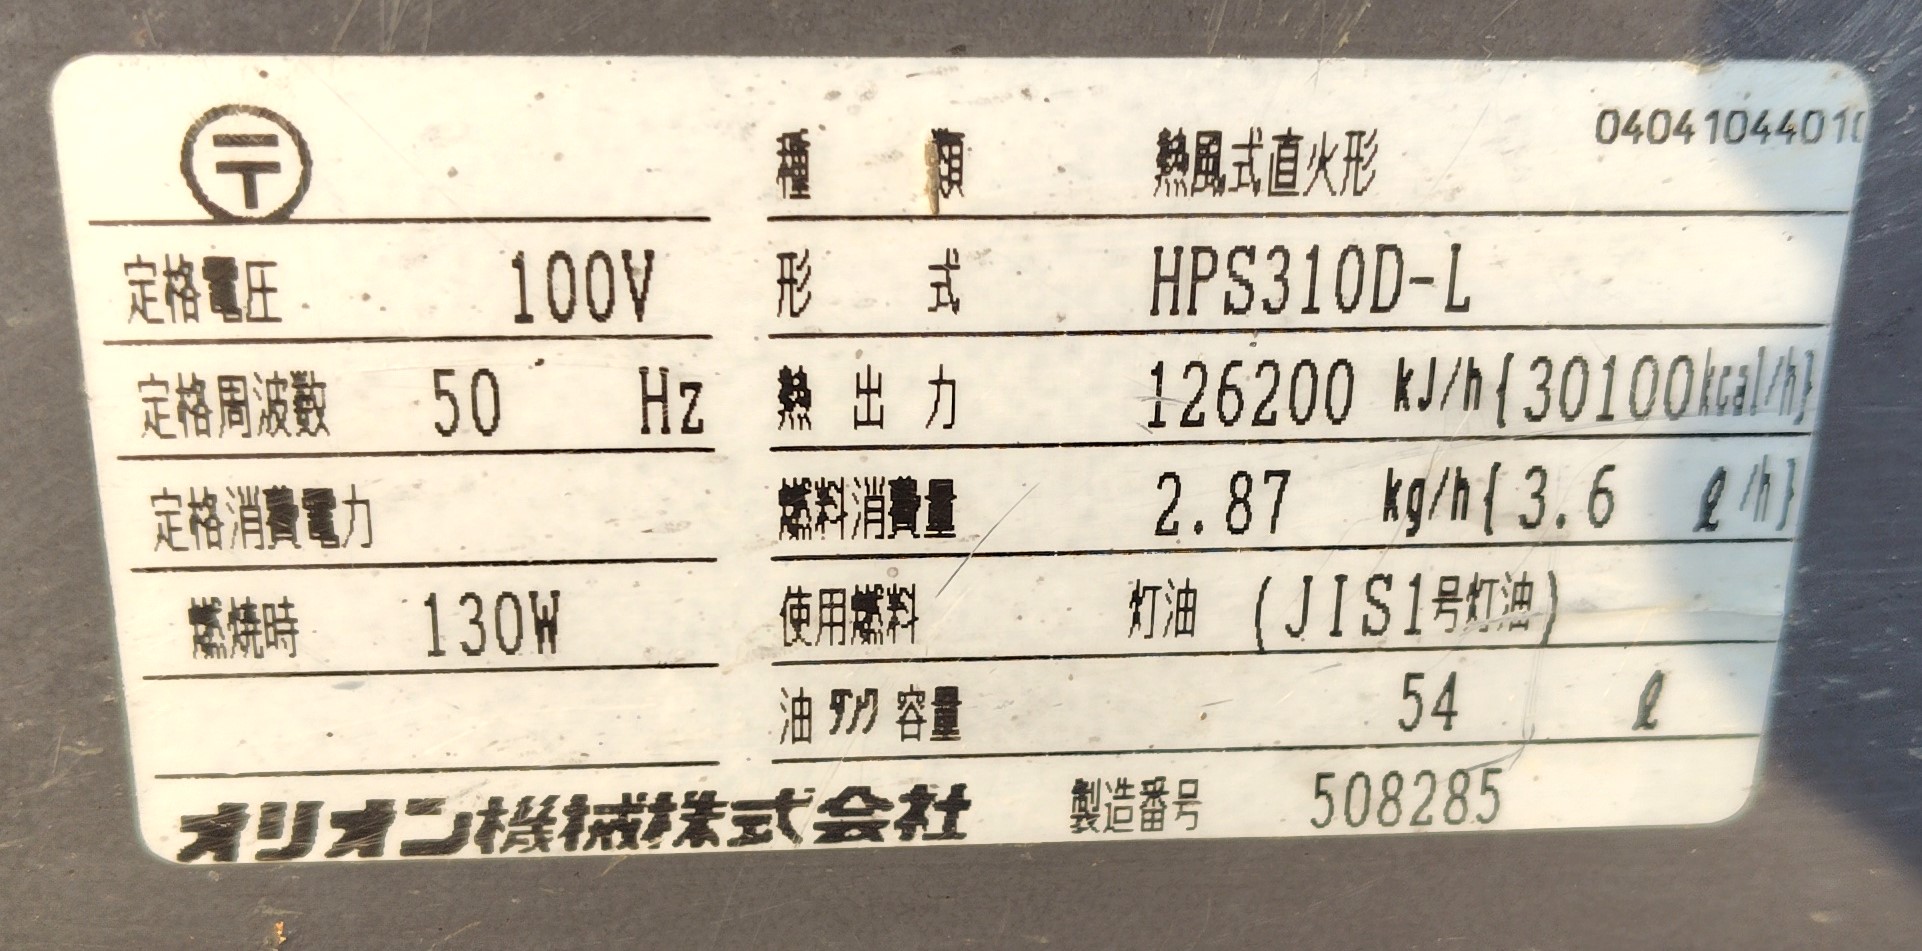 〒
定格電圧 100V
定格周波数 50 Hz
定格消費電力
燃焼時 130W
04041044010
種類 熱風式直火形
形式 HPS310D-L
熱出力 126200 kJ/h{30100kcal/h}
燃料消費量 2.87 kg/h{3.6 ℓ/h}
使用燃料 灯油 (JIS1号灯油)
油タンク容量 54 ℓ
オリオン機械株式会社 製造番号 508285